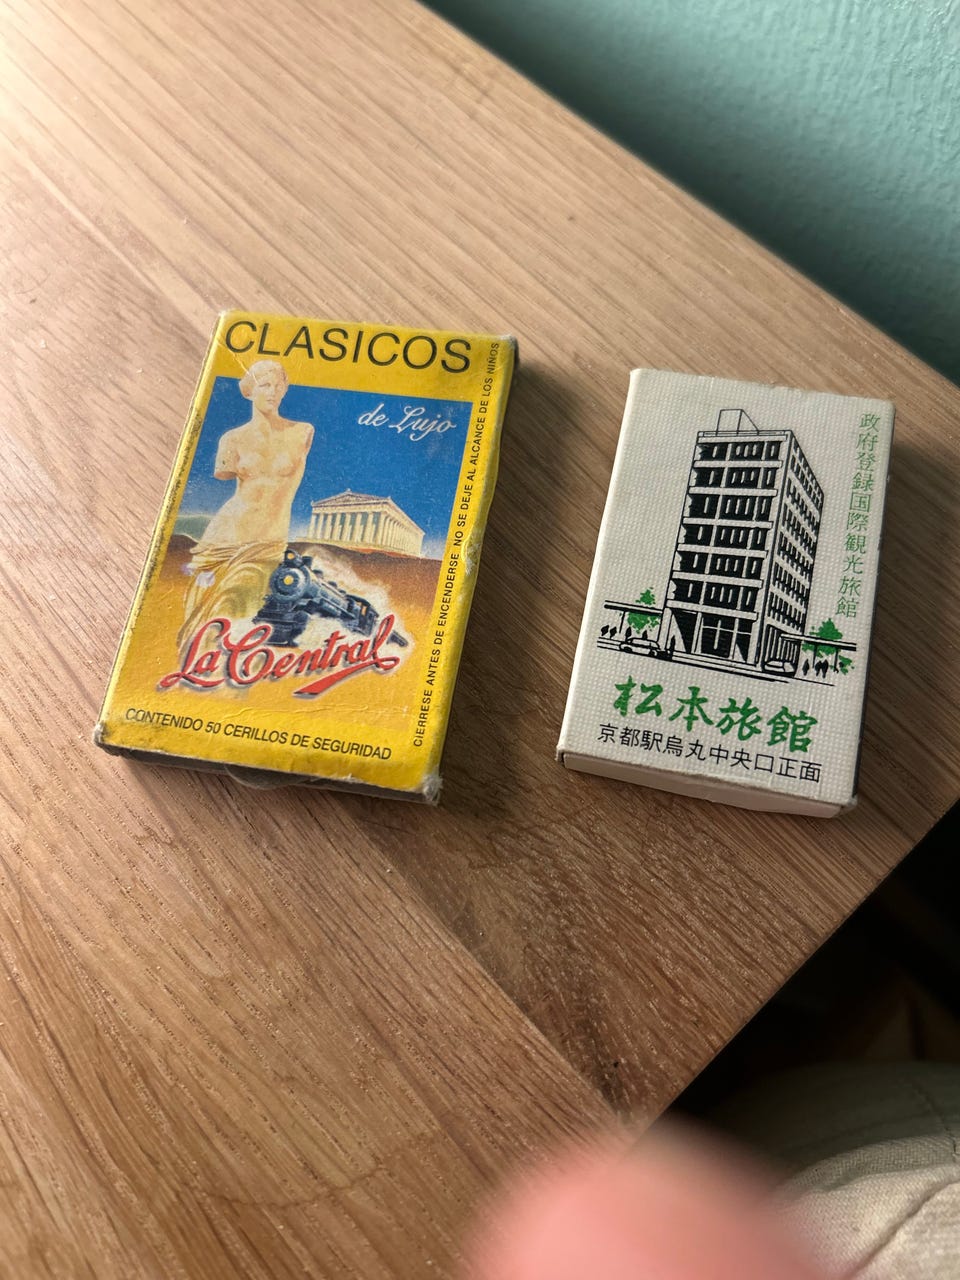 CLASICOS
de Lujo
La Central
CONTENIDO 50 CERILLOS DE SEGURIDAD
CIERRESE ANTES DE ENCENDERSE NO SE DEJE AL ALCANCE DE LOS NIÑOS
政府登録国際観光旅館
松本旅館
京都駅烏丸中央口正面